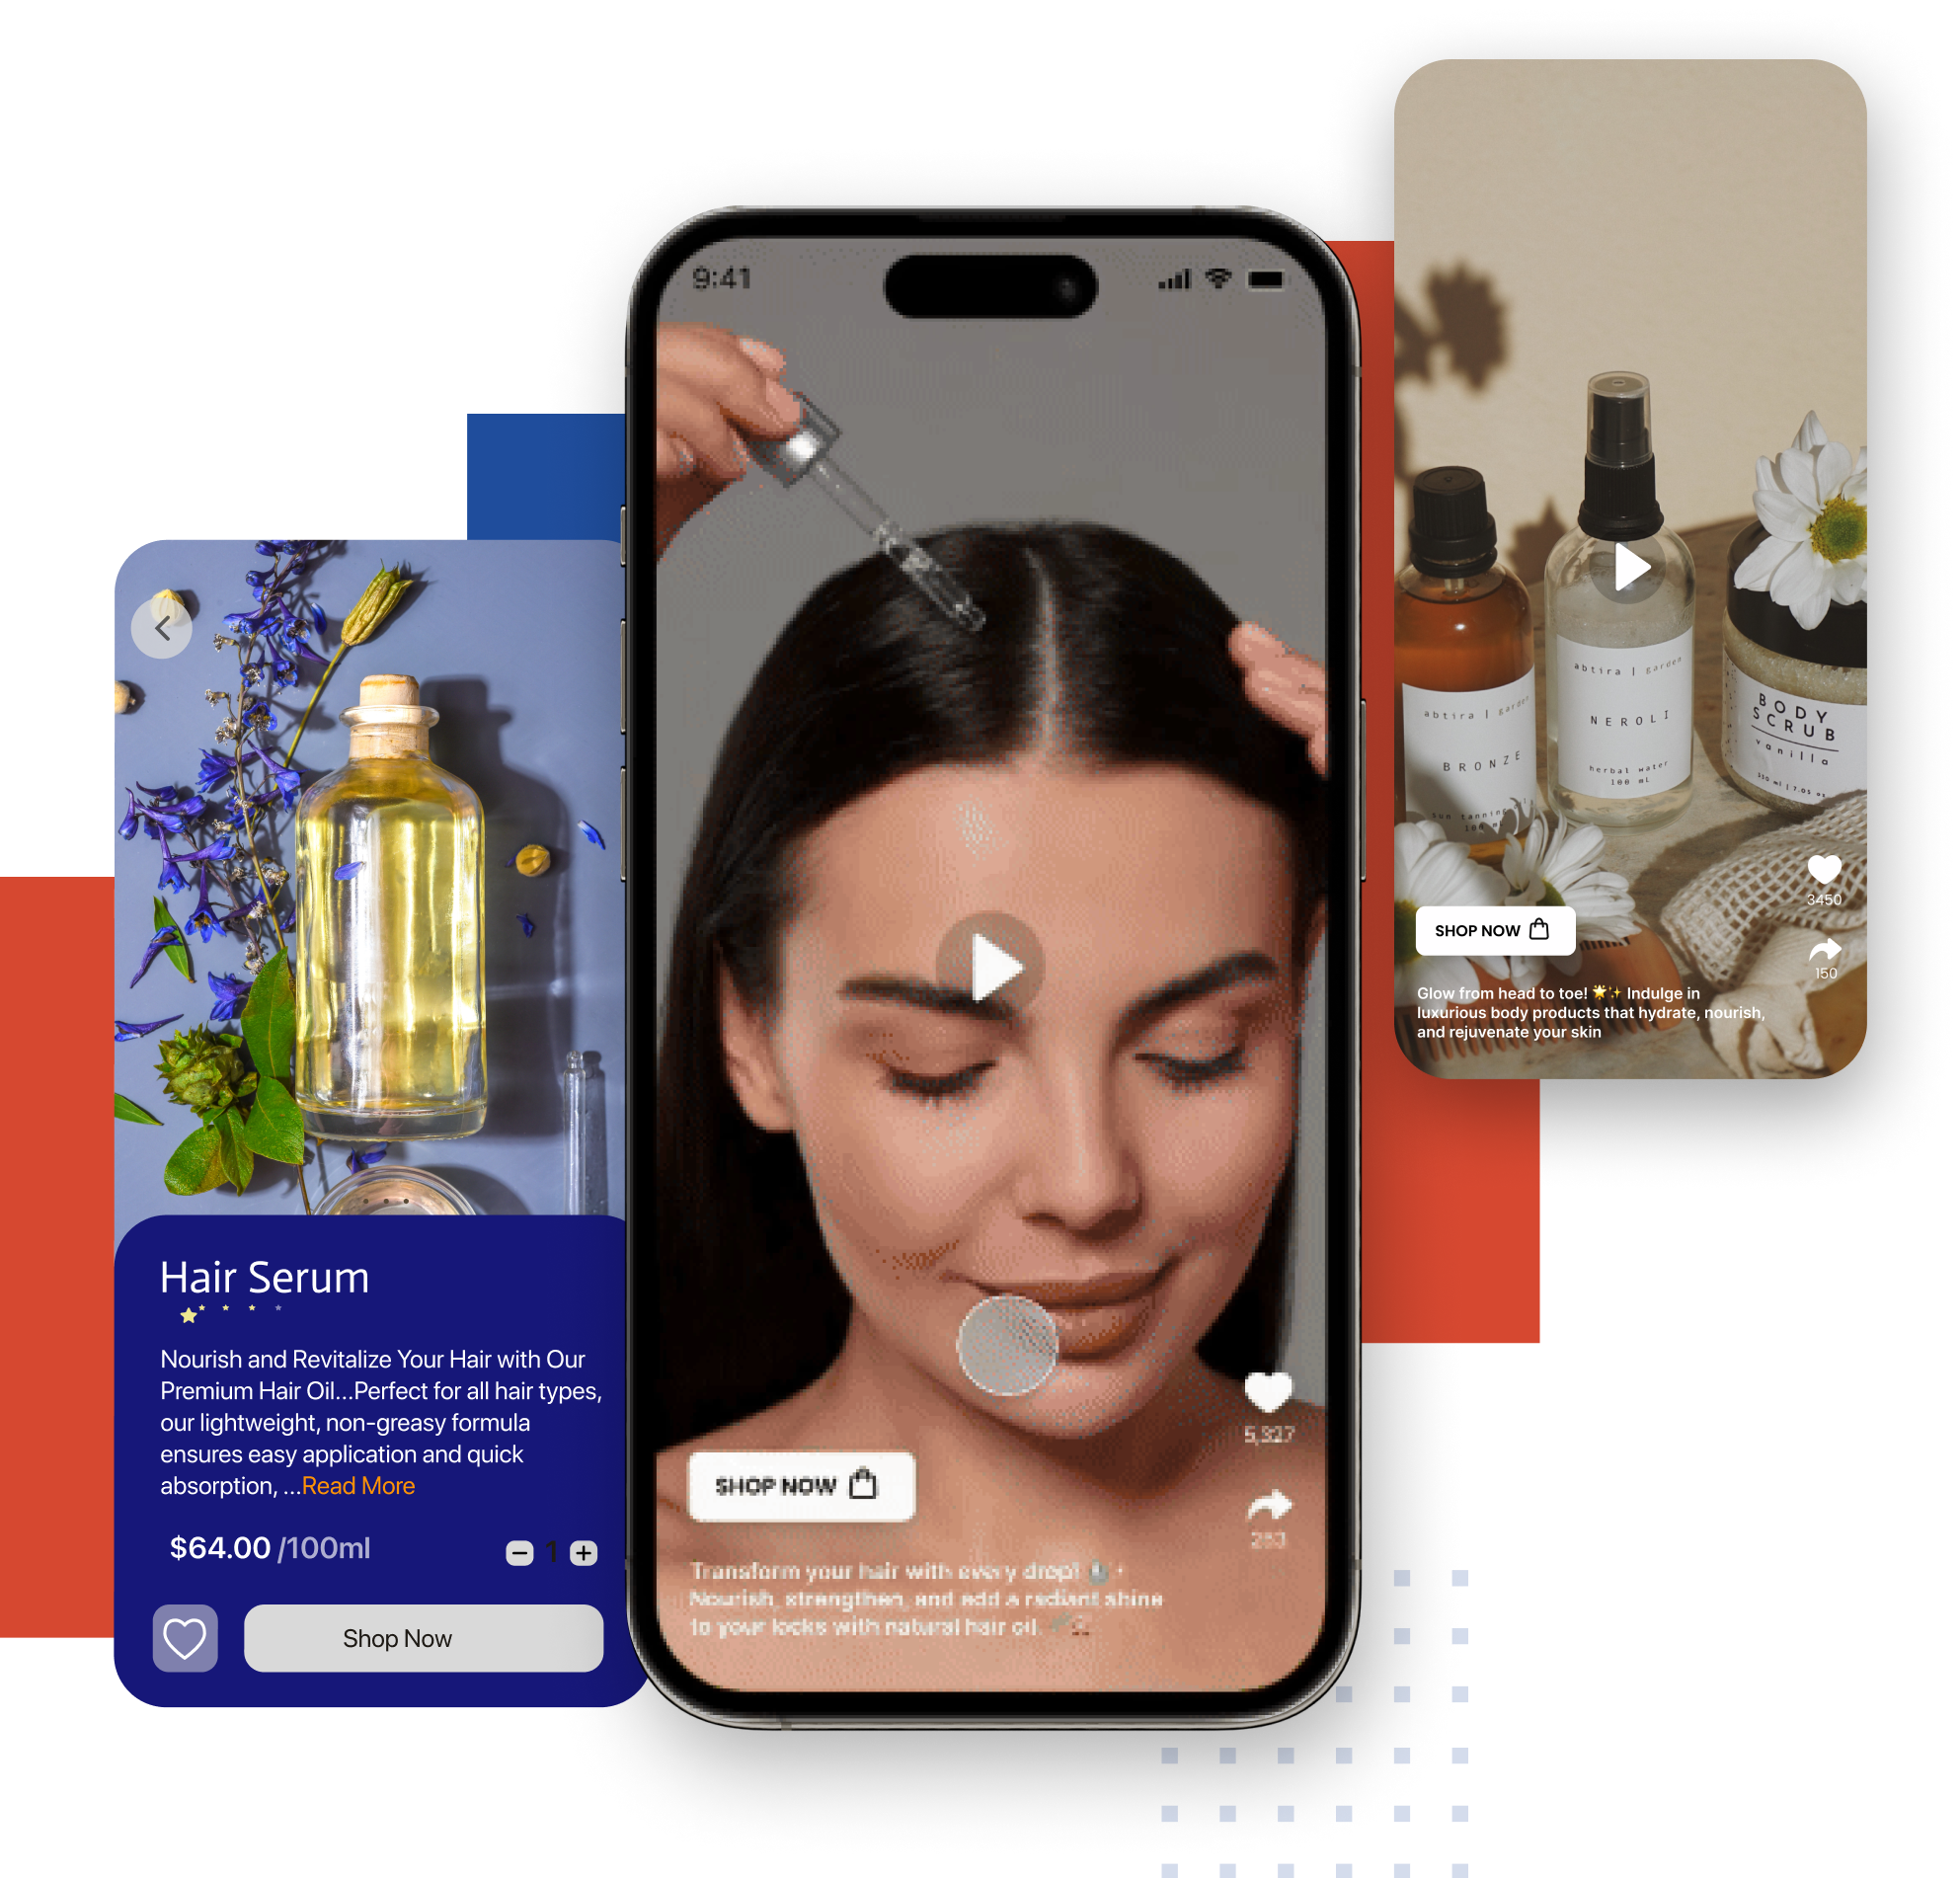 Hair Serum
Nourish and Revitalize Your Hair with Our
Premium Hair Oil...Perfect for all hair types,
our lightweight, non-greasy formula
ensures easy application and quick
absorption, ...Read More
$64.00 /100ml
1
Shop Now
9:41
5,327
SHOP NOW
Transform your hair with every drop!
Nourish, strengthen, and add a radiant shine
to your locks with natural hair oil.
abtira | garden
BRONZE
sun tanning
100 mL
abtira | garden
NEROLI
herbal water
100 mL
BODY
SCRUB
vanilla
3450
SHOP NOW
150
Glow from head to toe! 🌟✨ Indulge in
luxurious body products that hydrate, nourish,
and rejuvenate your skin